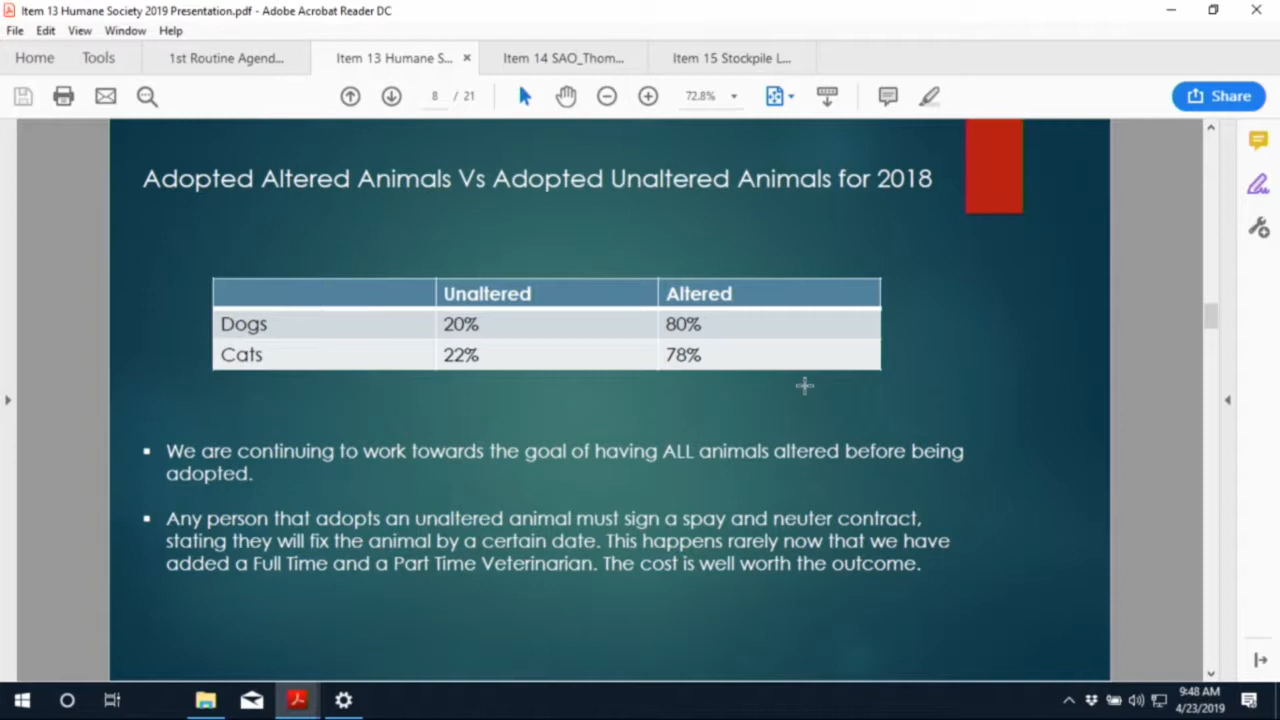 Item 13 Humane Society 2019 Presentation.pdf - Adobe Acrobat Reader DC
File Edit View Window Help
Home Tools 1st Routine Agend... Item 13 Humane S... × Item 14 SAO_Thom... Item 15 Stockpile L...
8 / 21 72.8% Share
Adopted Altered Animals Vs Adopted Unaltered Animals for 2018
Unaltered Altered
Dogs 20% 80%
Cats 22% 78%
▪ We are continuing to work towards the goal of having ALL animals altered before being
adopted.
▪ Any person that adopts an unaltered animal must sign a spay and neuter contract,
stating they will fix the animal by a certain date. This happens rarely now that we have
added a Full Time and a Part Time Veterinarian. The cost is well worth the outcome.
9:48 AM
4/23/2019